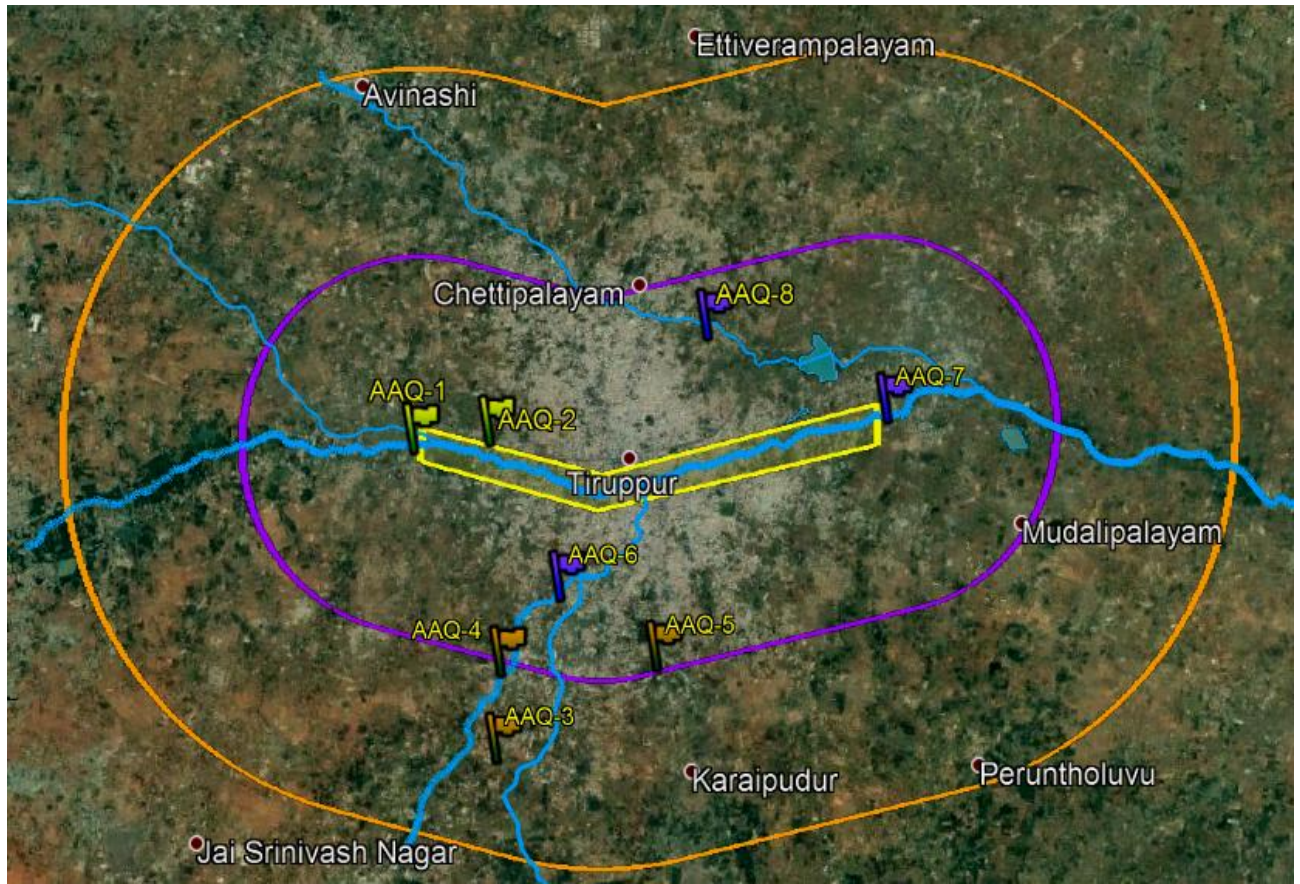 Ettiverampalayam
Avinashi
Chettipalayam
AAQ-8
AAQ-7
AAQ-1
AAQ-2
Tiruppur
Mudalipalayam
AAQ-6
AAQ-4
AAQ-5
AAQ-3
Karaipudur
Peruntholuvu
Jai Srinivash Nagar